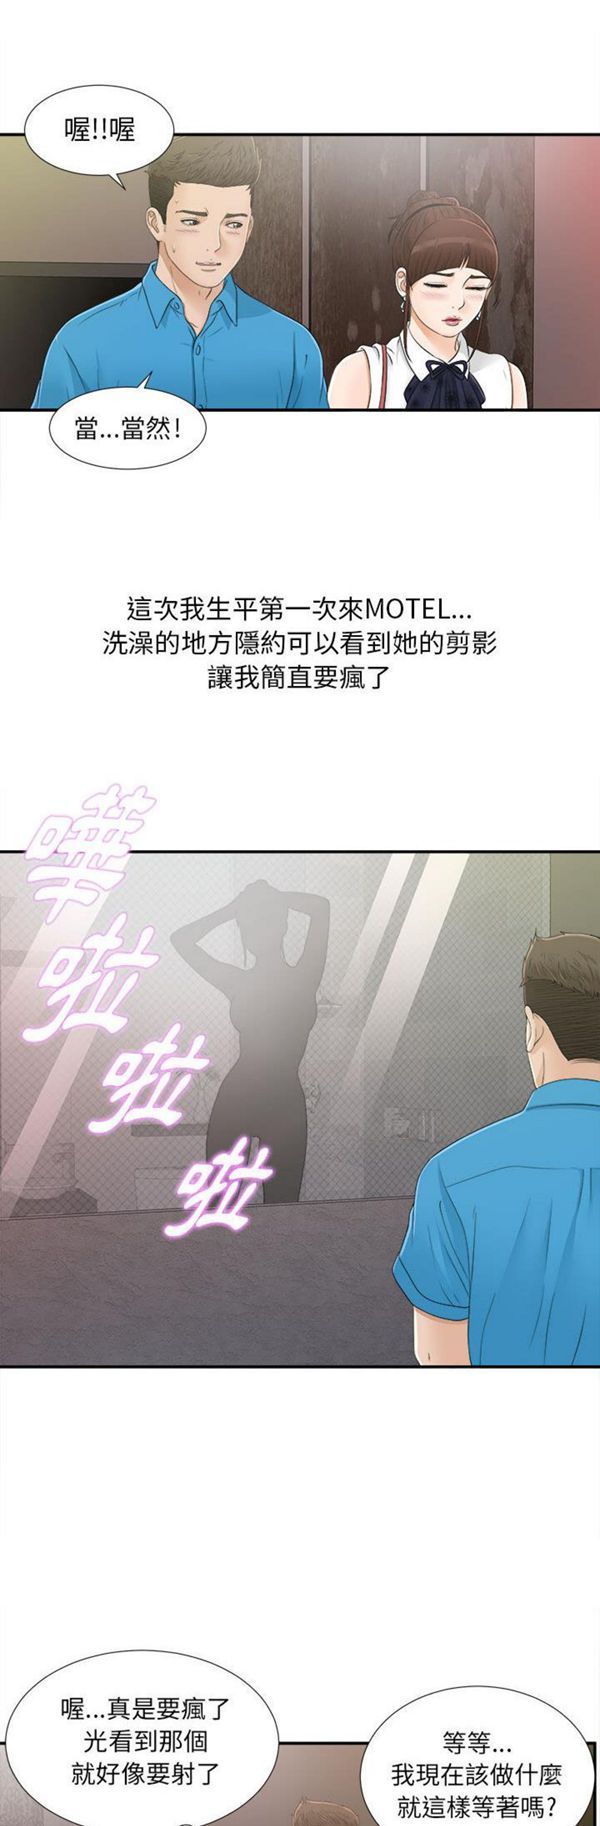 喔!!喔
當...當然!
這次我生平第一次來MOTEL...
洗澡的地方隱約可以看到她的剪影
讓我簡直要瘋了
嘩
啦
啦
啦
喔...真是要瘋了
光看到那個
就好像要射了
等等...
我現在該做什麼
就這樣等著嗎?